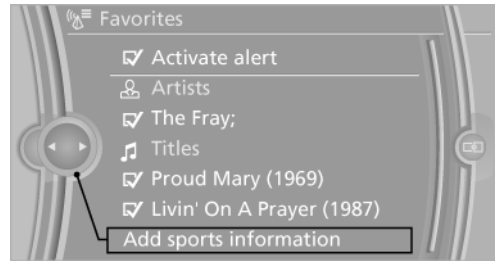 Favorites
Activate alert
Artists
The Fray;
Titles
Proud Mary (1969)
Livin' On A Prayer (1987)
Add sports information